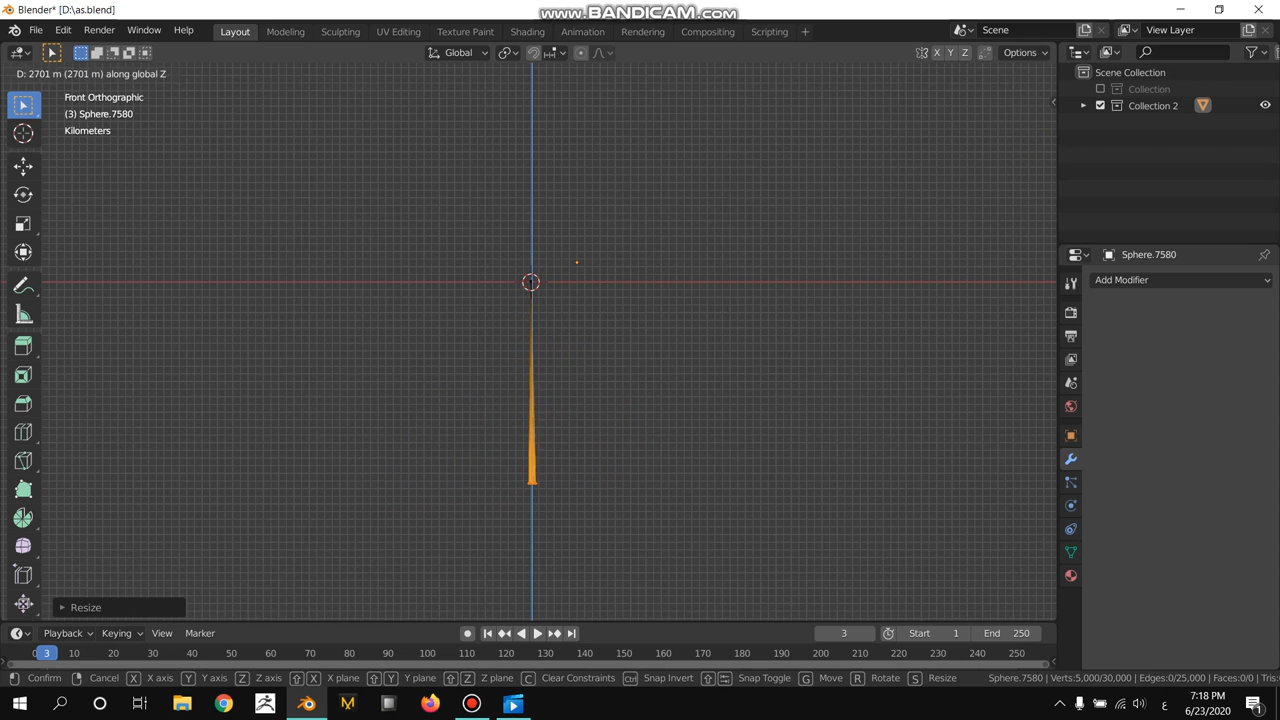 Blender* [D:\as.blend]
www.BANDICAM.com
File Edit Render Window Help
Layout Modeling Sculpting UV Editing Texture Paint Shading Animation Rendering Compositing Scripting +
Scene View Layer
Global X Y Z Options
D: 2701 m (2701 m) along global Z
Front Orthographic
(3) Sphere.7580
Kilometers
Scene Collection
Collection
Collection 2
Sphere.7580
Add Modifier
Resize
Playback Keying View Marker 3 Start 1 End 250
0 3 10 20 30 40 50 60 70 80 90 100 110 120 130 140 150 160 170 180 190 200 210 220 230 240 250
Confirm Cancel X X axis Y Y axis Z Z axis X X plane Y Y plane Z Z plane C Clear Constraints Ctrl Snap Invert Snap Toggle G Move R Rotate S Resize Sphere.7580 | Verts:5,000/30,000 | Edges:0/25,000 | Tris:
7:18 PM
ع
6/23/2020
1